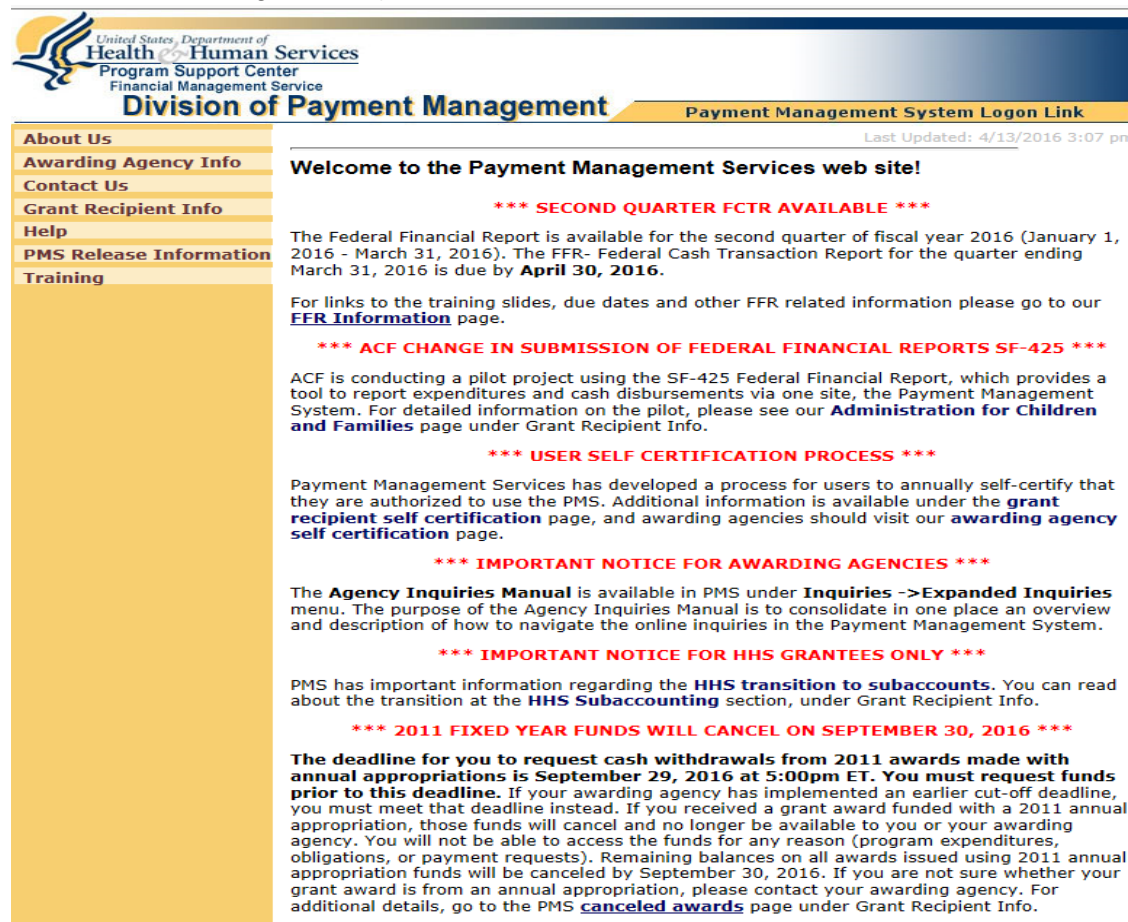 United States Department of
Health & Human Services
Program Support Center
Financial Management Service
Division of Payment Management
Payment Management System Logon Link
About Us
Awarding Agency Info
Contact Us
Grant Recipient Info
Help
PMS Release Information
Training
Last Updated: 4/13/2016 3:07 pm
Welcome to the Payment Management Services web site!
*** SECOND QUARTER FCTR AVAILABLE ***
The Federal Financial Report is available for the second quarter of fiscal year 2016 (January 1,
2016 - March 31, 2016). The FFR- Federal Cash Transaction Report for the quarter ending
March 31, 2016 is due by April 30, 2016.
For links to the training slides, due dates and other FFR related information please go to our
FFR Information page.
*** ACF CHANGE IN SUBMISSION OF FEDERAL FINANCIAL REPORTS SF-425 ***
ACF is conducting a pilot project using the SF-425 Federal Financial Report, which provides a
tool to report expenditures and cash disbursements via one site, the Payment Management
System. For detailed information on the pilot, please see our Administration for Children
and Families page under Grant Recipient Info.
*** USER SELF CERTIFICATION PROCESS ***
Payment Management Services has developed a process for users to annually self-certify that
they are authorized to use the PMS. Additional information is available under the grant
recipient self certification page, and awarding agencies should visit our awarding agency
self certification page.
*** IMPORTANT NOTICE FOR AWARDING AGENCIES ***
The Agency Inquiries Manual is available in PMS under Inquiries ->Expanded Inquiries
menu. The purpose of the Agency Inquiries Manual is to consolidate in one place an overview
and description of how to navigate the online inquiries in the Payment Management System.
*** IMPORTANT NOTICE FOR HHS GRANTEES ONLY ***
PMS has important information regarding the HHS transition to subaccounts. You can read
about the transition at the HHS Subaccounting section, under Grant Recipient Info.
*** 2011 FIXED YEAR FUNDS WILL CANCEL ON SEPTEMBER 30, 2016 ***
The deadline for you to request cash withdrawals from 2011 awards made with
annual appropriations is September 29, 2016 at 5:00pm ET. You must request funds
prior to this deadline. If your awarding agency has implemented an earlier cut-off deadline,
you must meet that deadline instead. If you received a grant award funded with a 2011 annual
appropriation, those funds will cancel and no longer be available to you or your awarding
agency. You will not be able to access the funds for any reason (program expenditures,
obligations, or payment requests). Remaining balances on all awards issued using 2011 annual
appropriation funds will be canceled by September 30, 2016. If you are not sure whether your
grant award is from an annual appropriation, please contact your awarding agency. For
additional details, go to the PMS canceled awards page under Grant Recipient Info.